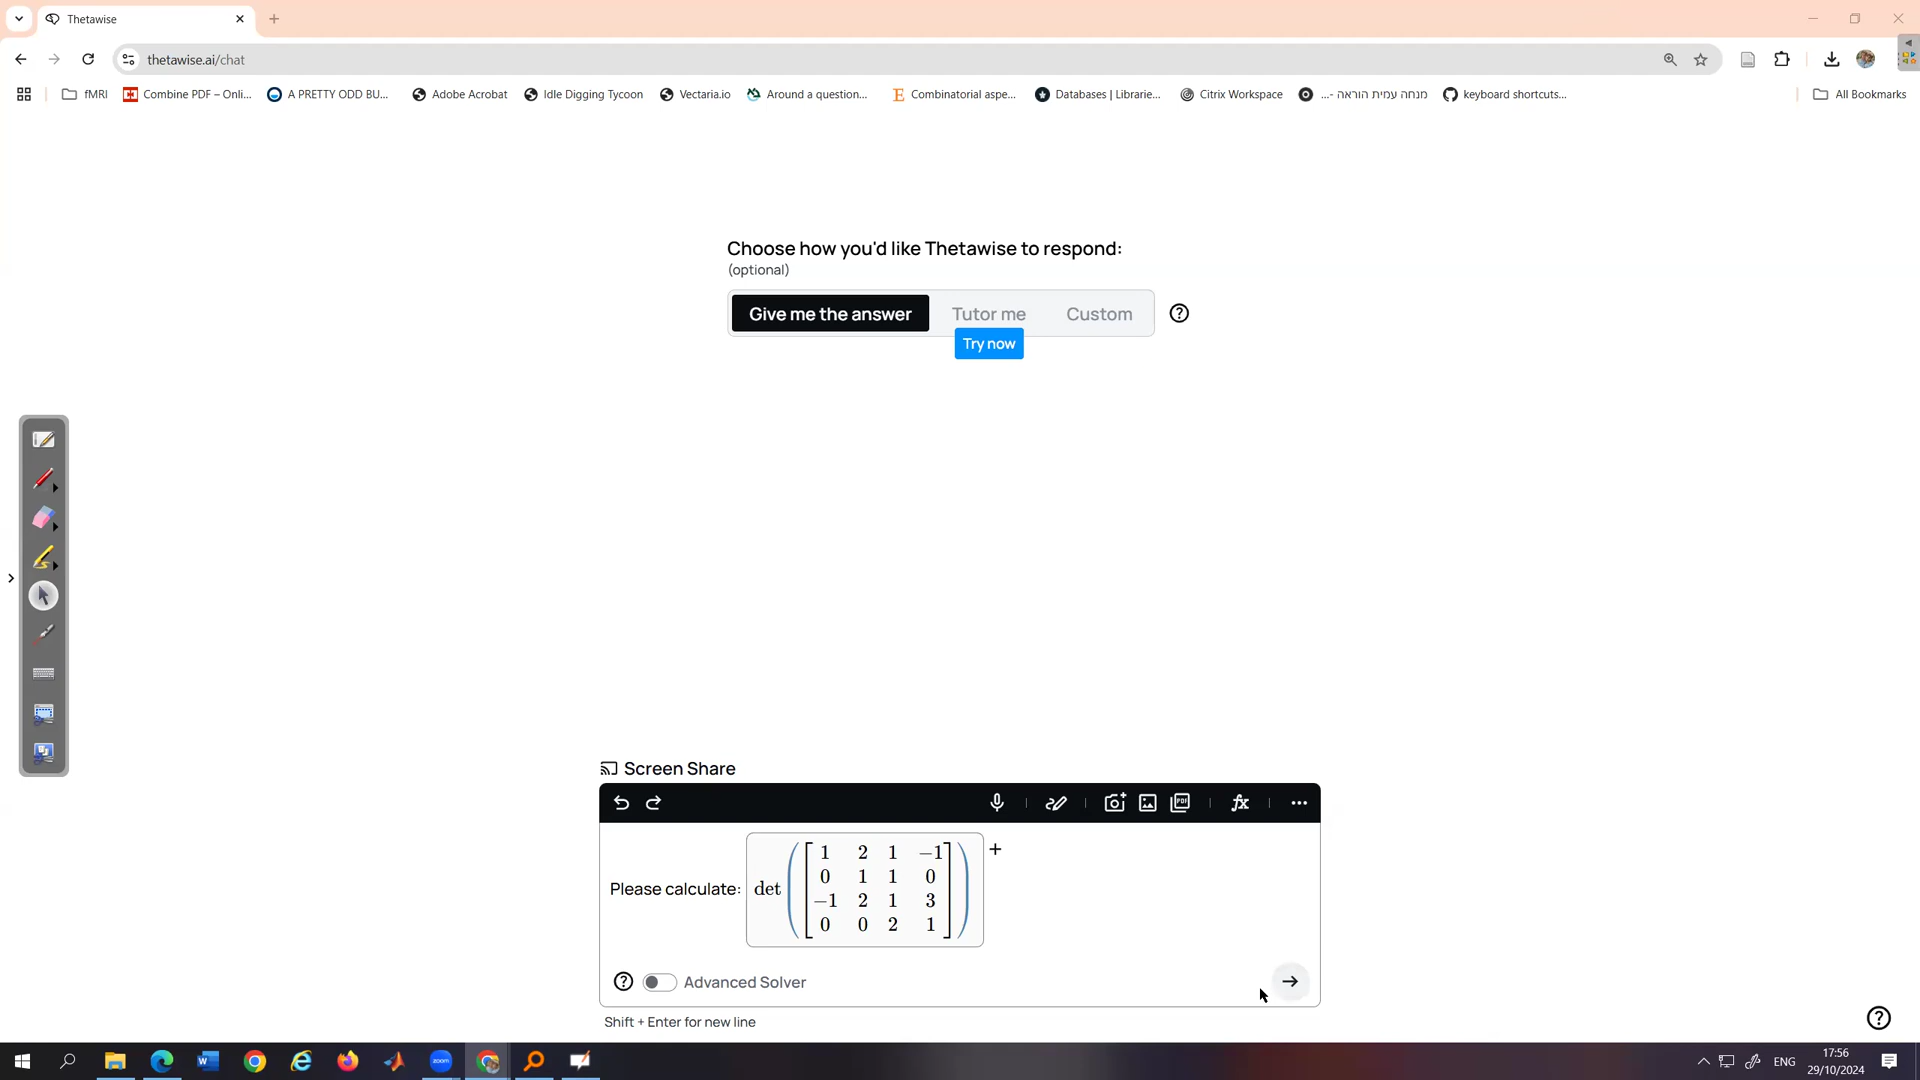 Thetawise
thetawise.ai/chat
fMRI Combine PDF – Onli... A PRETTY ODD BU... Adobe Acrobat Idle Digging Tycoon Vectaria.io Around a question... Combinatorial aspe... Databases | Librarie... Citrix Workspace מנחה עמית הוראה -... keyboard shortcuts... All Bookmarks
Choose how you'd like Thetawise to respond:
(optional)
Give me the answer Tutor me Custom
Try now
Screen Share
PDF fx
Please calculate: det
1 2 1 −1
0 1 1 0
−1 2 1 3
0 0 2 1
+
Advanced Solver
Shift + Enter for new line
zoom
ENG
17:56
29/10/2024